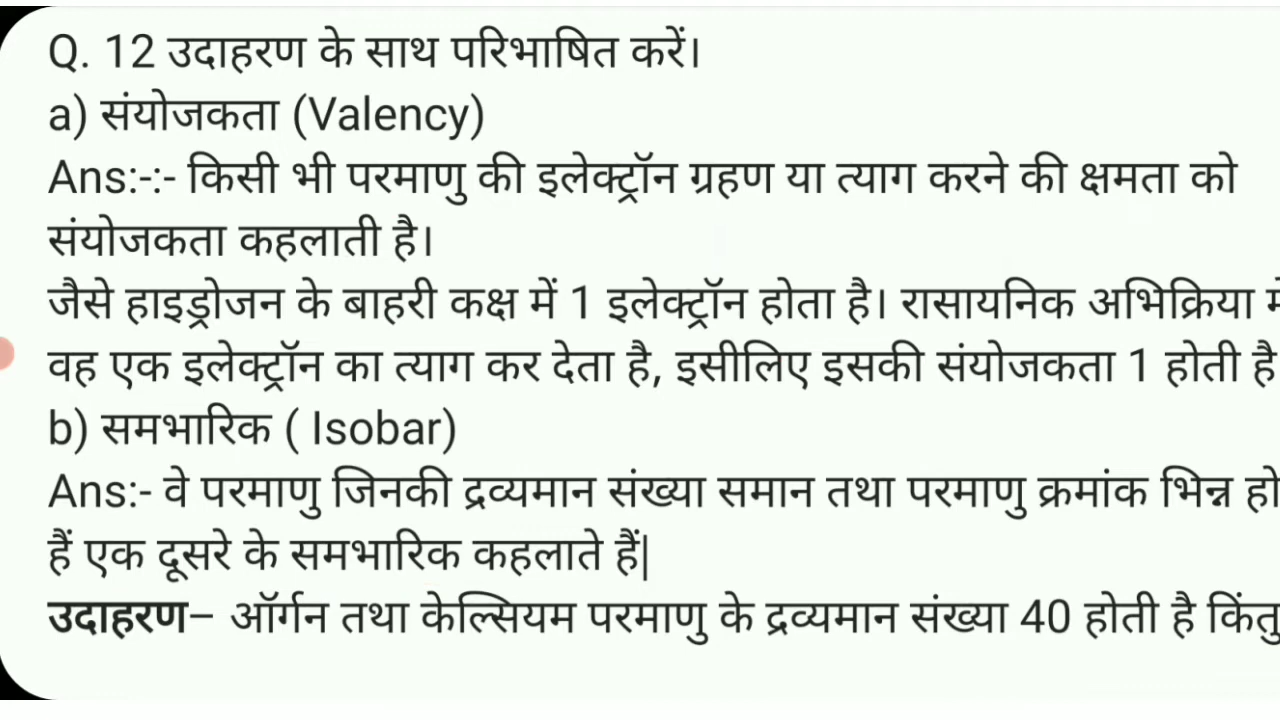 Q. 12 उदाहरण के साथ परिभाषित करें।
a) संयोजकता (Valency)
Ans:-:- किसी भी परमाणु की इलेक्ट्रॉन ग्रहण या त्याग करने की क्षमता को
संयोजकता कहलाती है।
जैसे हाइड्रोजन के बाहरी कक्ष में 1 इलेक्ट्रॉन होता है। रासायनिक अभिक्रिया
वह एक इलेक्ट्रॉन का त्याग कर देता है, इसीलिए इसकी संयोजकता 1 होती है
b) समभारिक ( Isobar)
Ans:- वे परमाणु जिनकी द्रव्यमान संख्या समान तथा परमाणु क्रमांक भिन्न हो
हैं एक दूसरे के समभारिक कहलाते हैं|
उदाहरण– ऑर्गन तथा केल्सियम परमाणु के द्रव्यमान संख्या 40 होती है किंतु